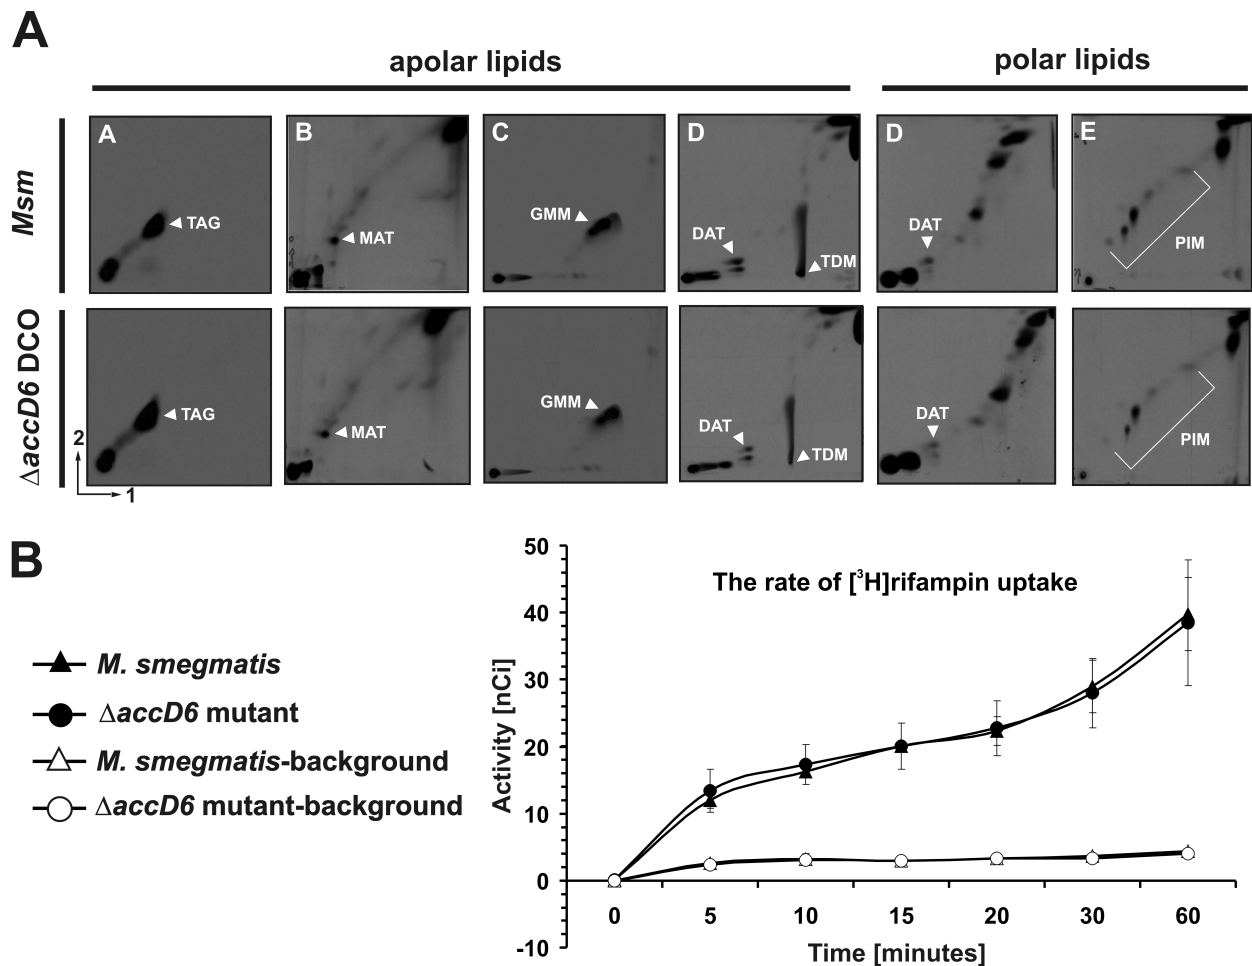 A
apolar lipids
polar lipids
Msm
A
TAG
B
MAT
C
GMM
D
DAT
TDM
D
DAT
E
PIM
ΔaccD6 DCO
TAG
MAT
GMM
DAT
TDM
DAT
PIM
2
1
B
M. smegmatis
ΔaccD6 mutant
M. smegmatis-background
ΔaccD6 mutant-background
The rate of [³H]rifampin uptake
Activity [nCi]
50
40
30
20
10
0
-10
0 5 10 15 20 30 60
Time [minutes]